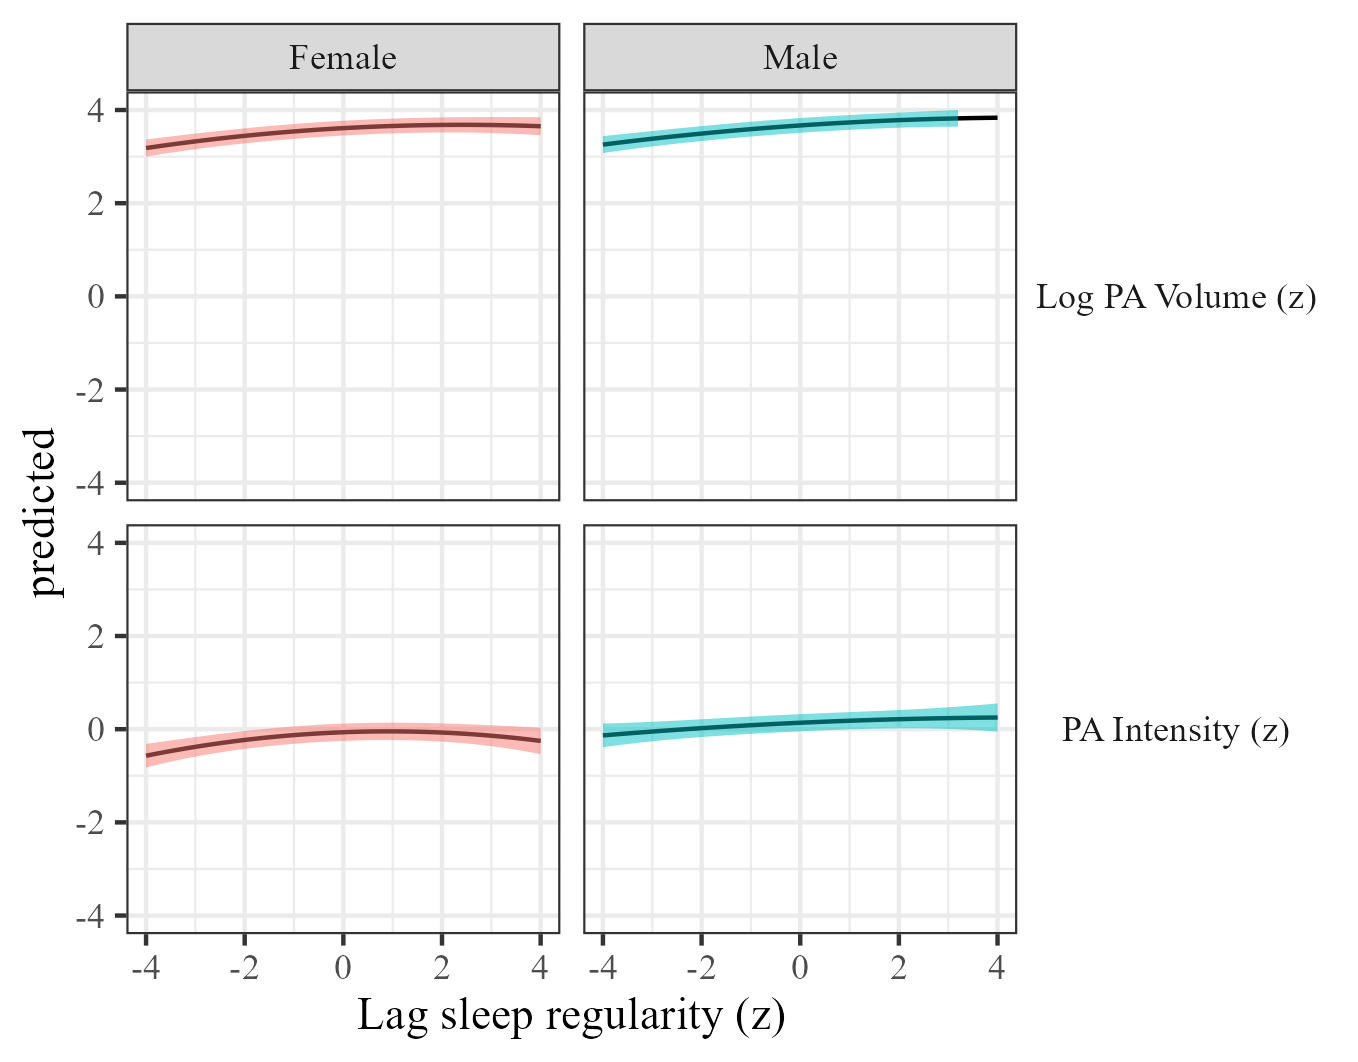 Female
Male
4
2
0
-2
-4
Log PA Volume (z)
predicted
4
2
0
-2
-4
PA Intensity (z)
-4 -2 0 2 4
-4 -2 0 2 4
Lag sleep regularity (z)